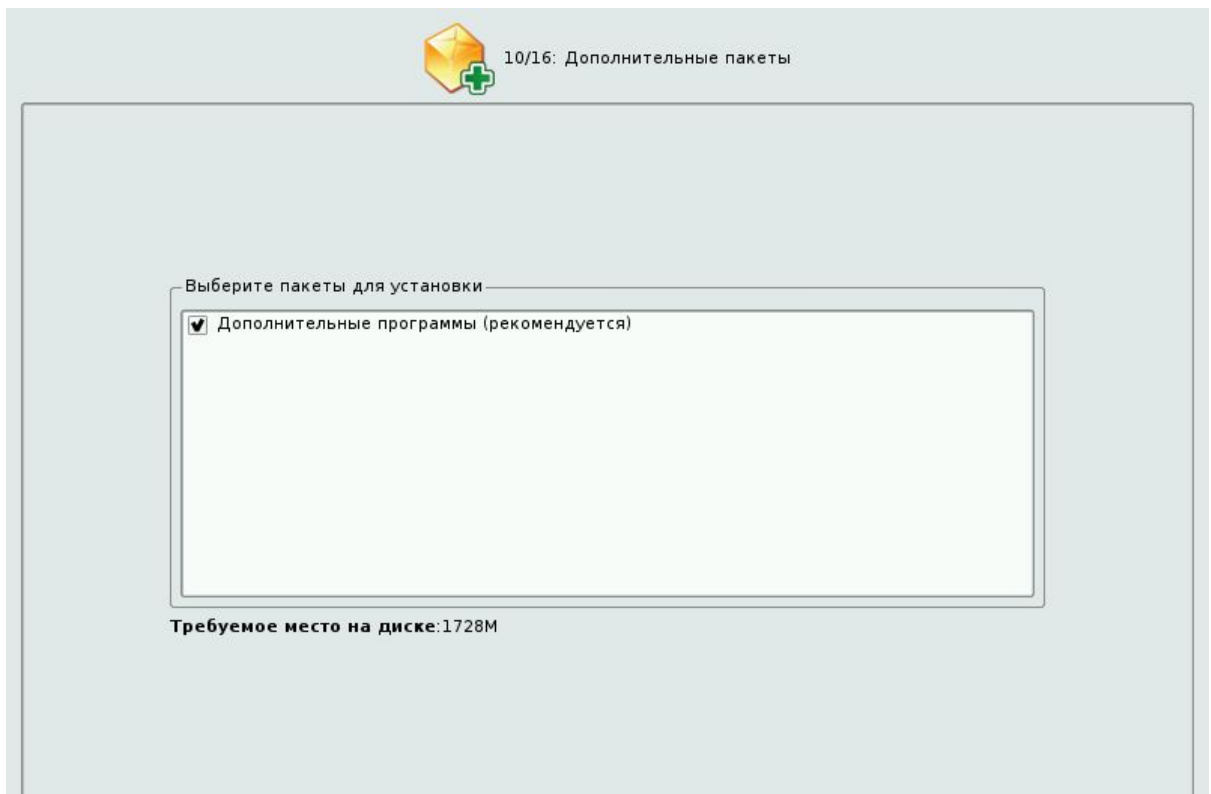 10/16: Дополнительные пакеты
Выберите пакеты для установки
Дополнительные программы (рекомендуется)
Требуемое место на диске:1728M